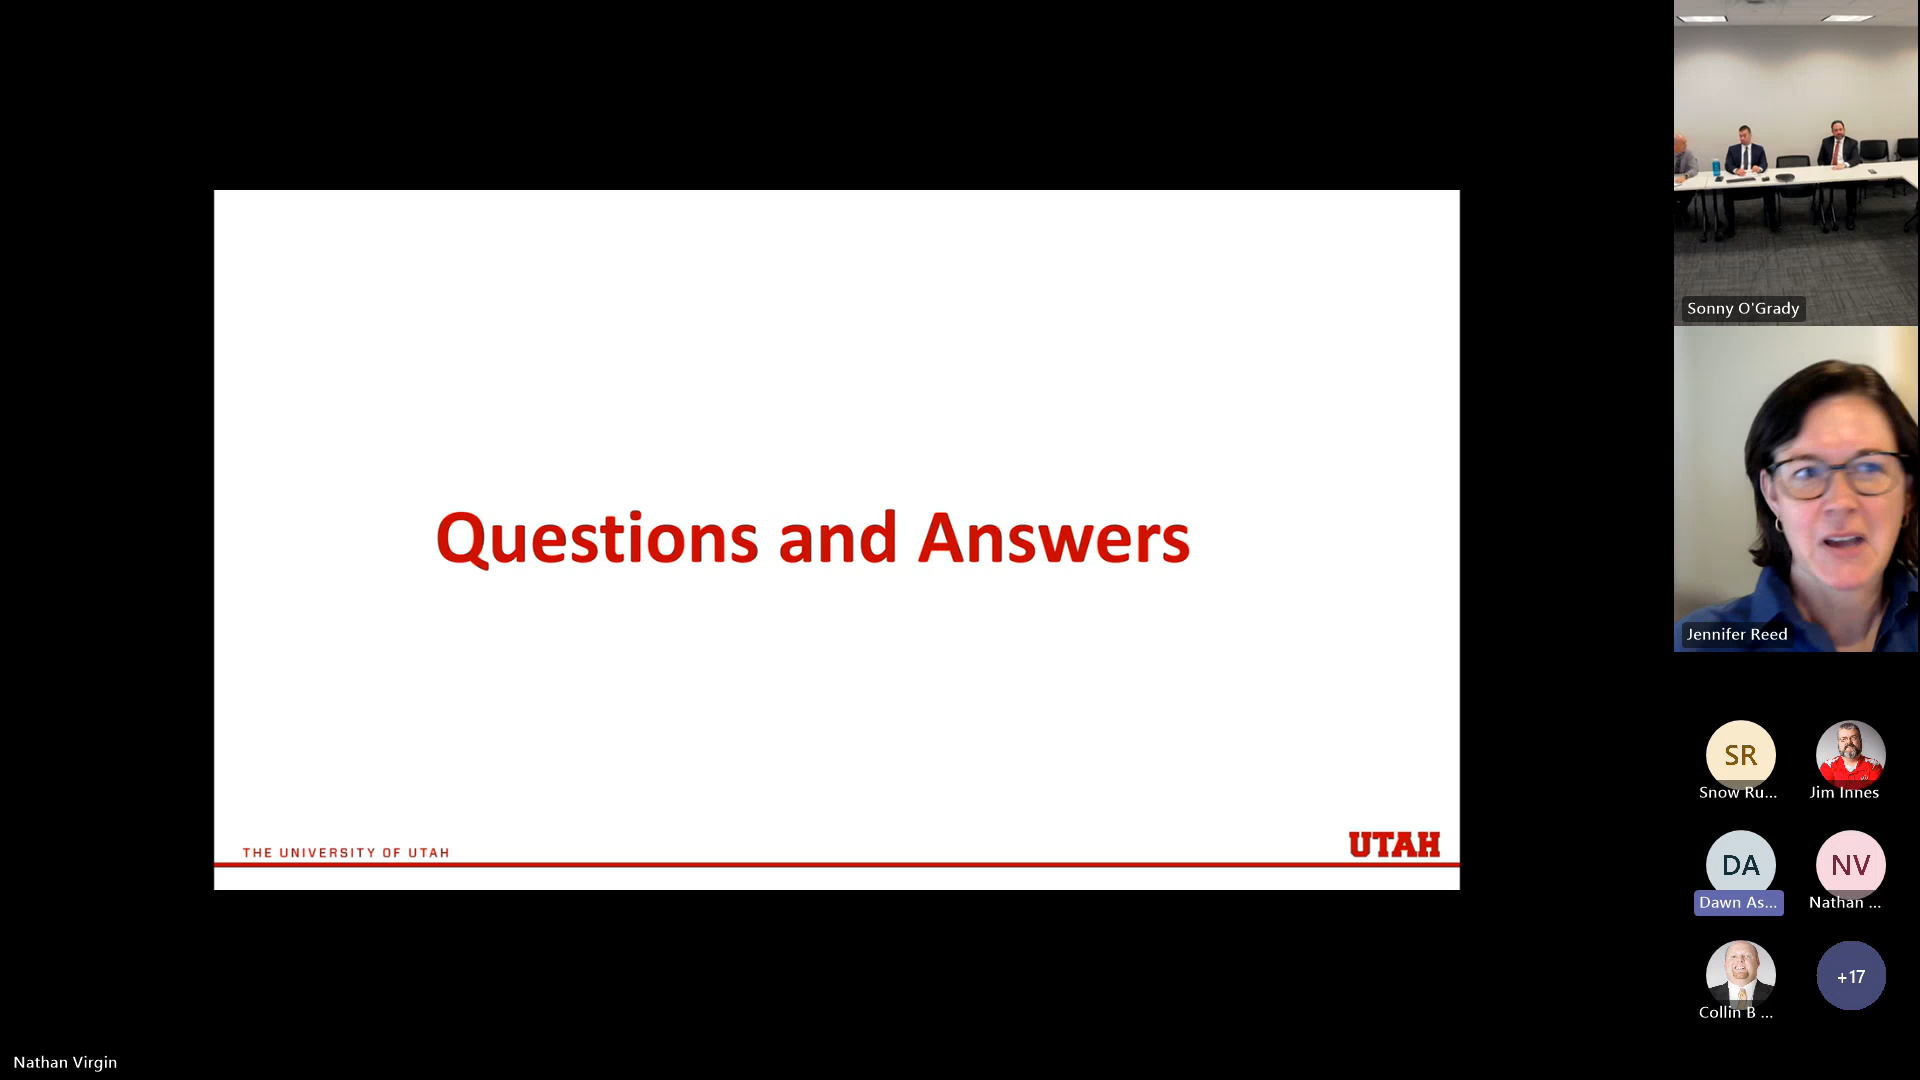 Questions and Answers
THE UNIVERSITY OF UTAH
UTAH
Sonny O'Grady
Jennifer Reed
SR
Snow Ru...
Jim Innes
DA
Dawn As...
NV
Nathan ...
Collin B ...
+17
Nathan Virgin